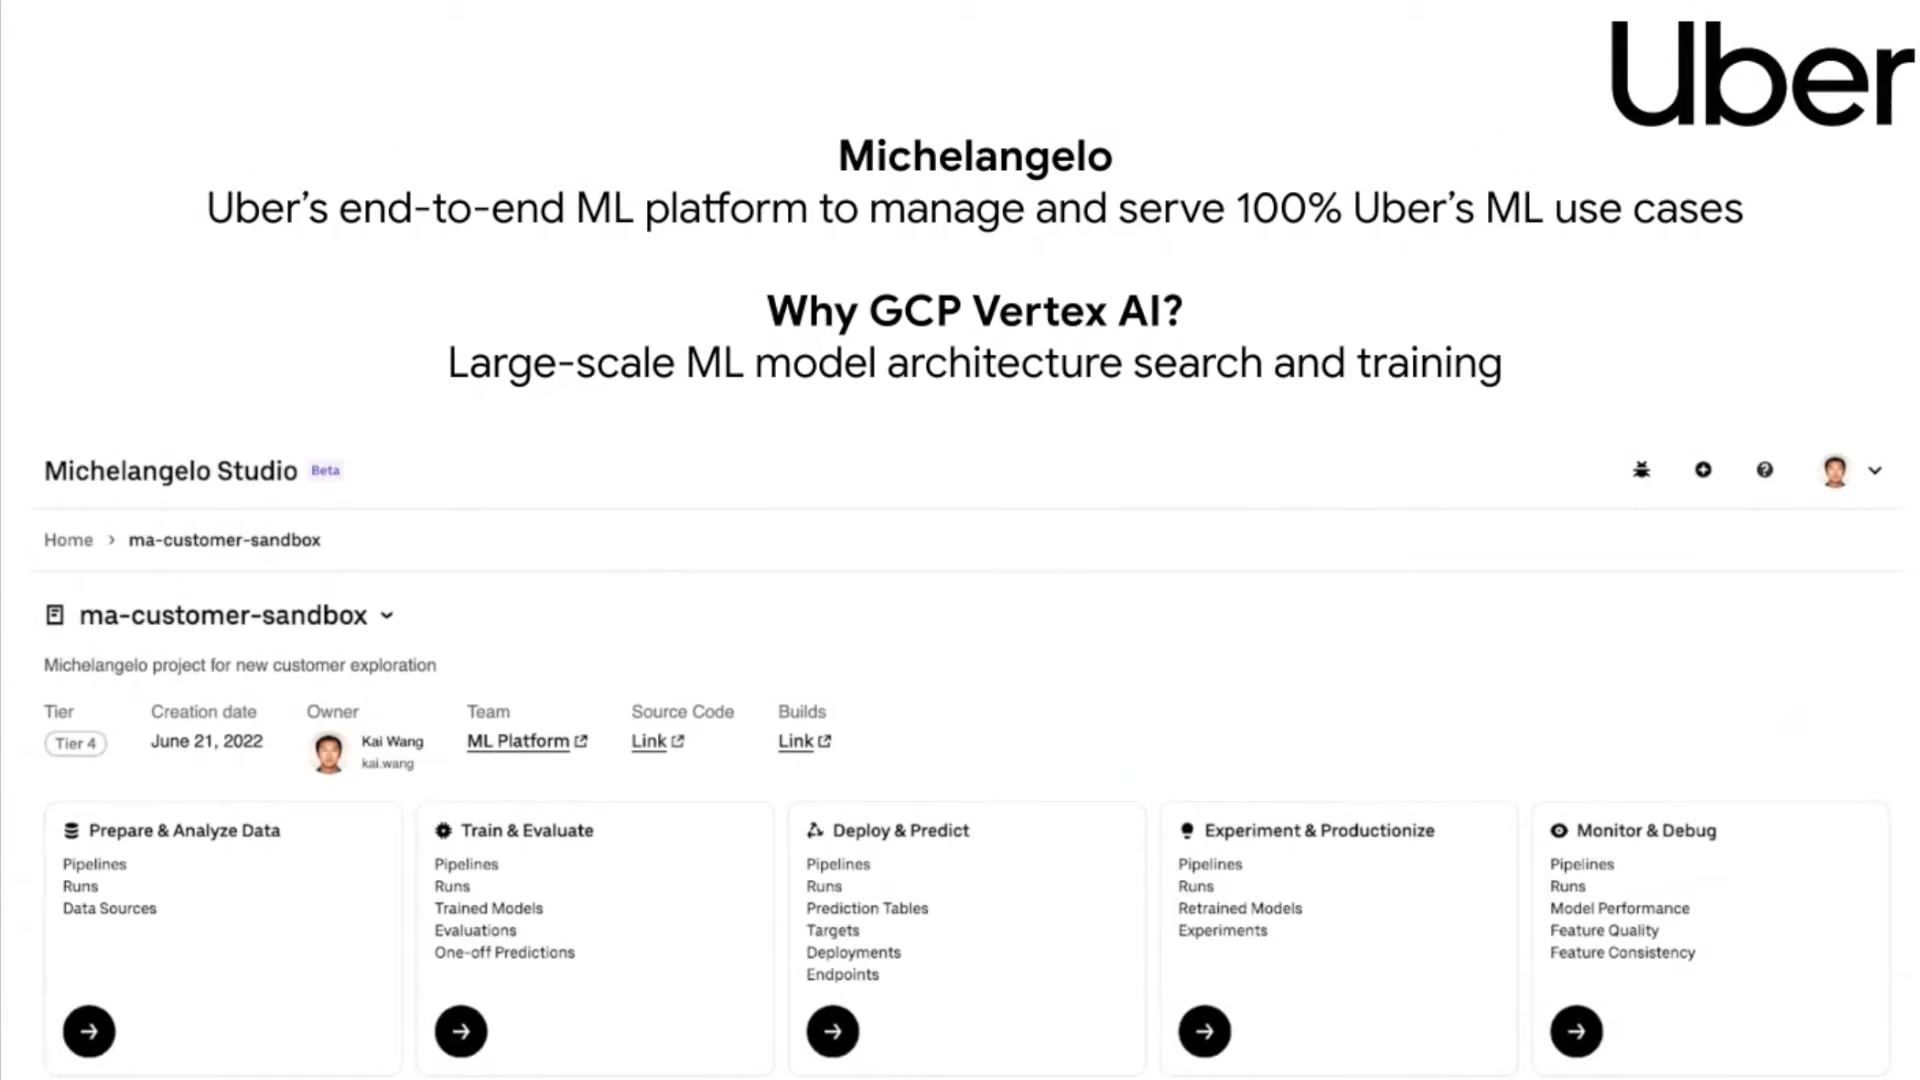 Uber
Michelangelo
Uber’s end-to-end ML platform to manage and serve 100% Uber’s ML use cases
Why GCP Vertex AI?
Large-scale ML model architecture search and training
Michelangelo Studio Beta
Home > ma-customer-sandbox
ma-customer-sandbox
Michelangelo project for new customer exploration
Tier Creation date Owner Team Source Code Builds
Tier 4 June 21, 2022 Kai Wang ML Platform Link Link
kai.wang
Prepare & Analyze Data
Pipelines
Runs
Data Sources
Train & Evaluate
Pipelines
Runs
Trained Models
Evaluations
One-off Predictions
Deploy & Predict
Pipelines
Runs
Prediction Tables
Targets
Deployments
Endpoints
Experiment & Productionize
Pipelines
Runs
Retrained Models
Experiments
Monitor & Debug
Pipelines
Runs
Model Performance
Feature Quality
Feature Consistency